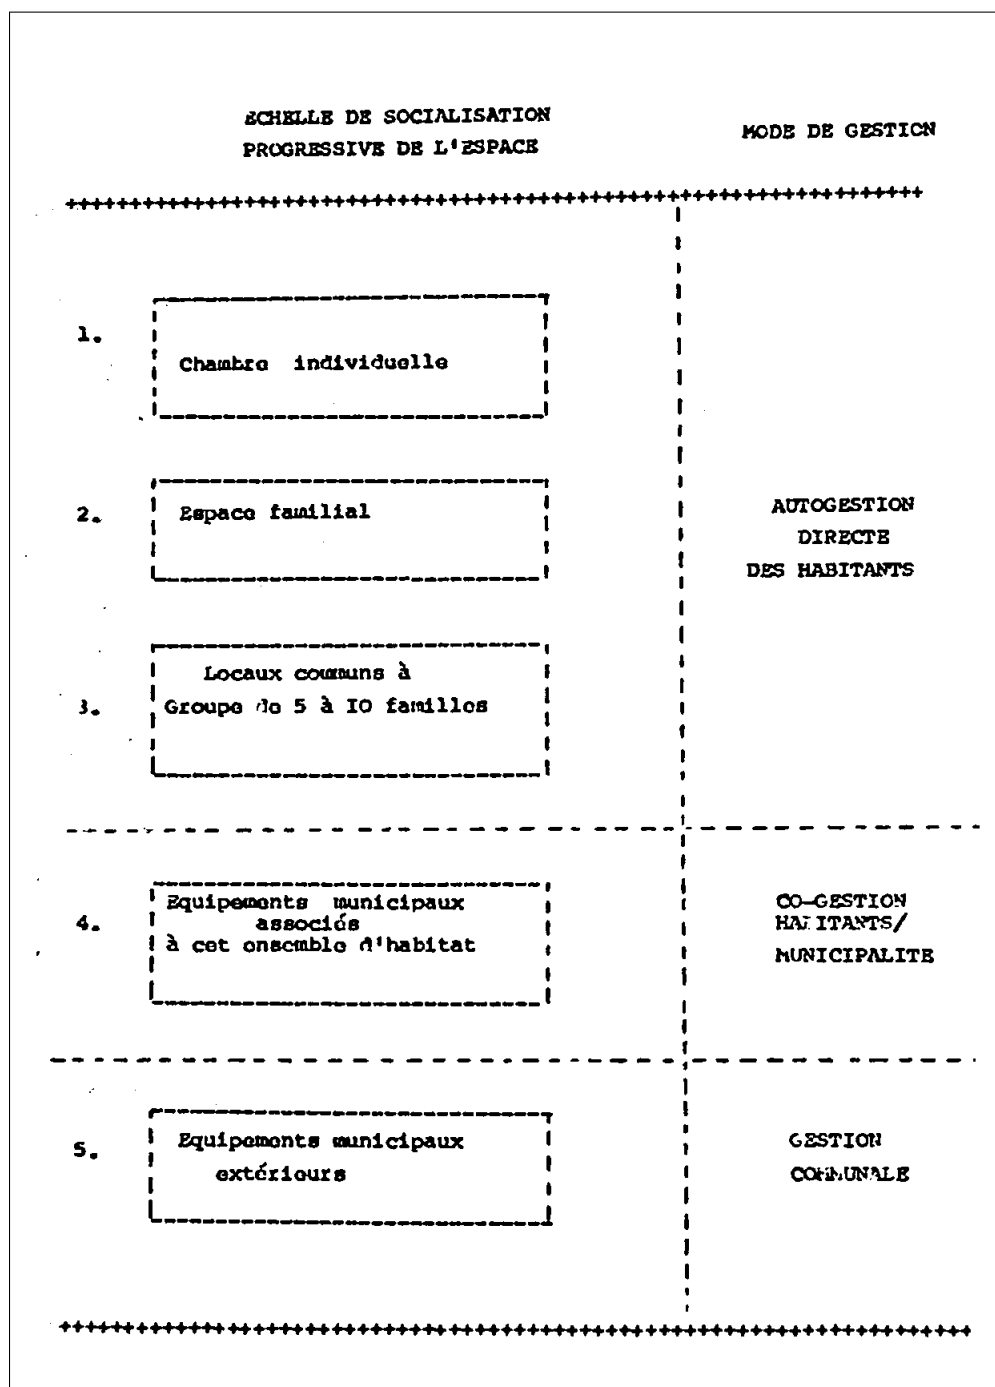 ECHELLE DE SOCIALISATION
PROGRESSIVE DE L'ESPACE
MODE DE GESTION
1.
Chambre individuelle
2.
Espace familial
AUTOGESTION
DIRECTE
DES HABITANTS
3.
Locaux communs à
Groupe de 5 à IO familles
4.
Equipements municipaux
associés
à cet ensemble d'habitat
CO-GESTION
HABITANTS/
MUNICIPALITE
5.
Equipements municipaux
extérieurs
GESTION
COMMUNALE